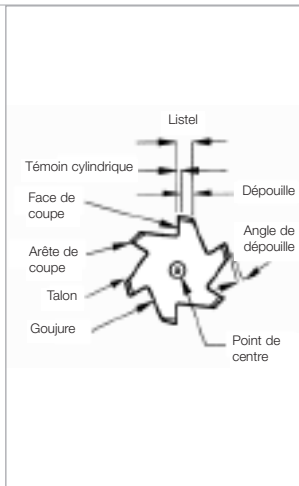 Listel
Témoin cylindrique
Dépouille
Face de
coupe
Angle de
dépouille
Arête de
coupe
Talon
Goujure
Point de
centre